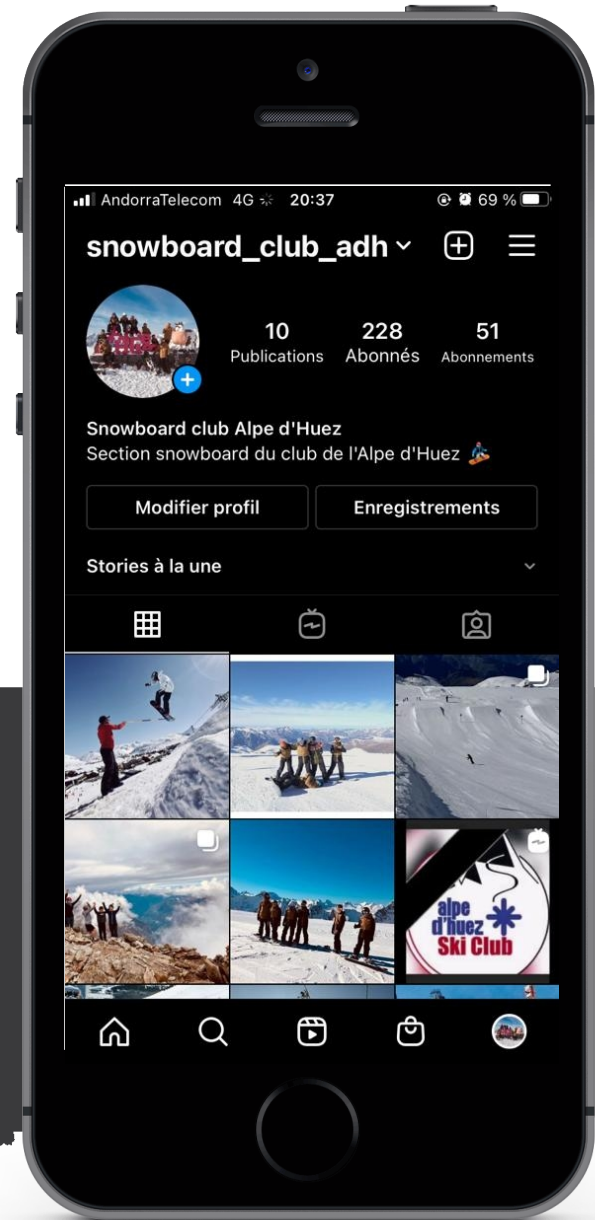 AndorraTelecom 4G 20:37 69 %
snowboard_club_adh
10 228 51
Publications Abonnés Abonnements
Snowboard club Alpe d'Huez
Section snowboard du club de l'Alpe d'Huez 🏂
Modifier profil Enregistrements
Stories à la une
alpe
d'huez
Ski Club